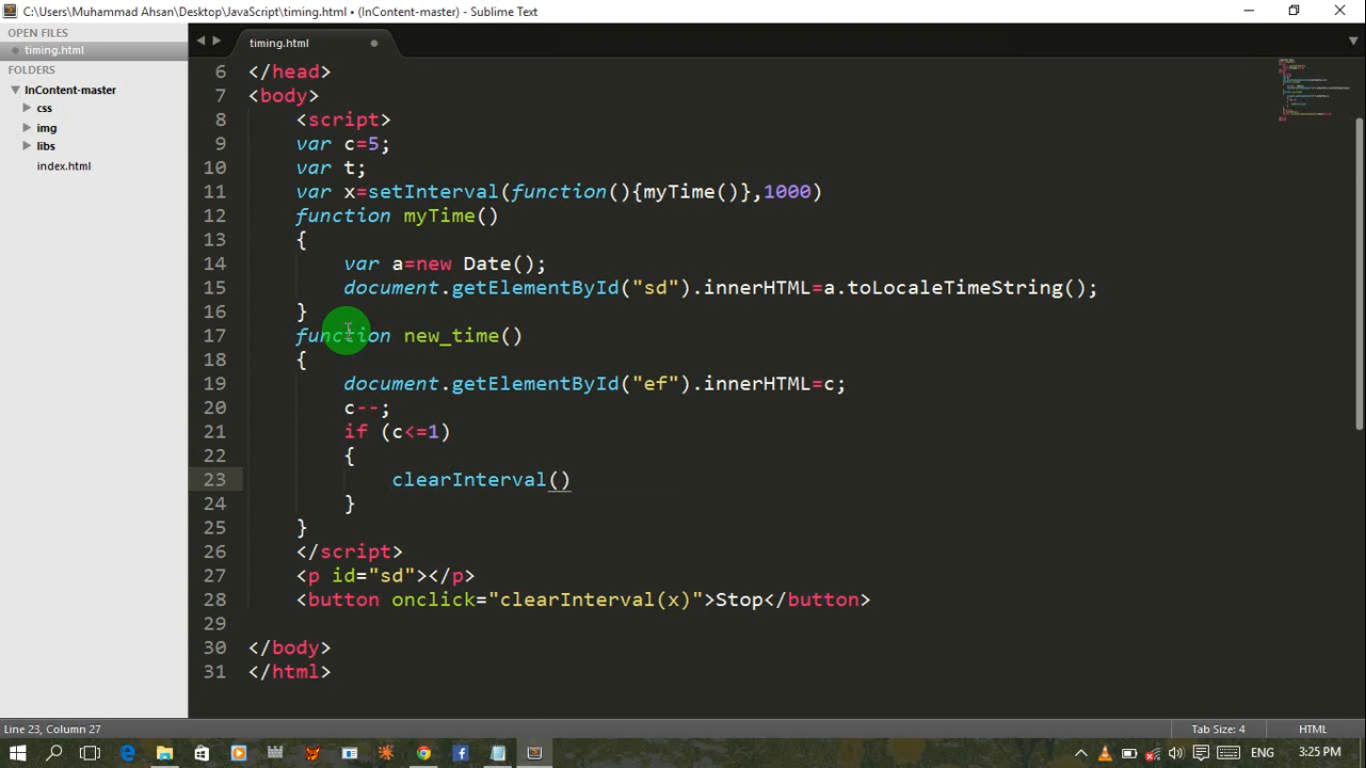 C:\Users\Muhammad Ahsan\Desktop\JavaScript\timing.html • (InContent-master) - Sublime Text
OPEN FILES
timing.html
FOLDERS
InContent-master
css
img
libs
index.html
timing.html
6 </head>
7 <body>
8 <script>
9 var c=5;
10 var t;
11 var x=setInterval(function(){myTime()},1000)
12 function myTime()
13 {
14 var a=new Date();
15 document.getElementById("sd").innerHTML=a.toLocaleTimeString();
16 }
17 function new_time()
18 {
19 document.getElementById("ef").innerHTML=c;
20 c--;
21 if (c<=1)
22 {
23 clearInterval()
24 }
25 }
26 </script>
27 <p id="sd"></p>
28 <button onclick="clearInterval(x)">Stop</button>
29
30 </body>
31 </html>
Line 23, Column 27
Tab Size: 4
HTML
ENG
3:25 PM